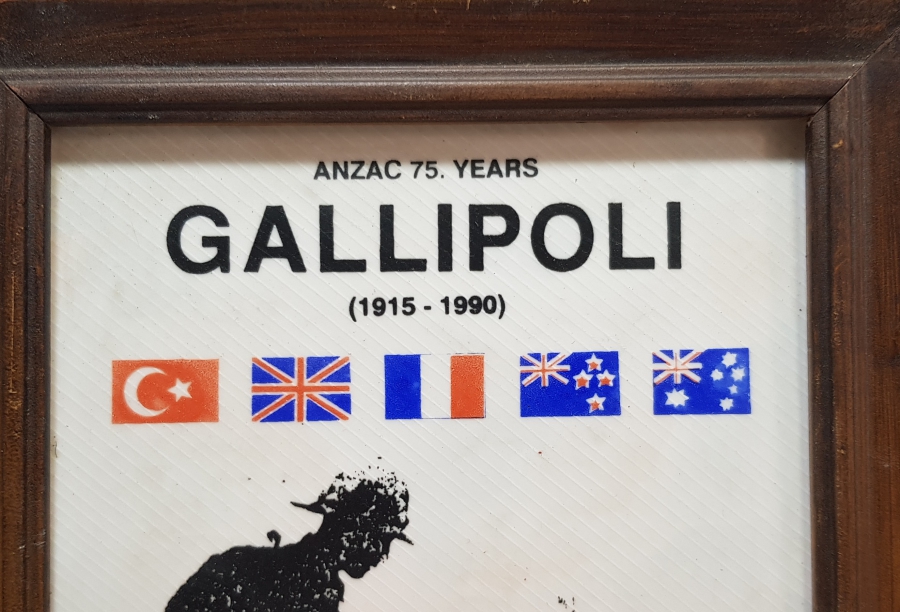 ANZAC 75. YEARS
GALLIPOLI
(1915 - 1990)